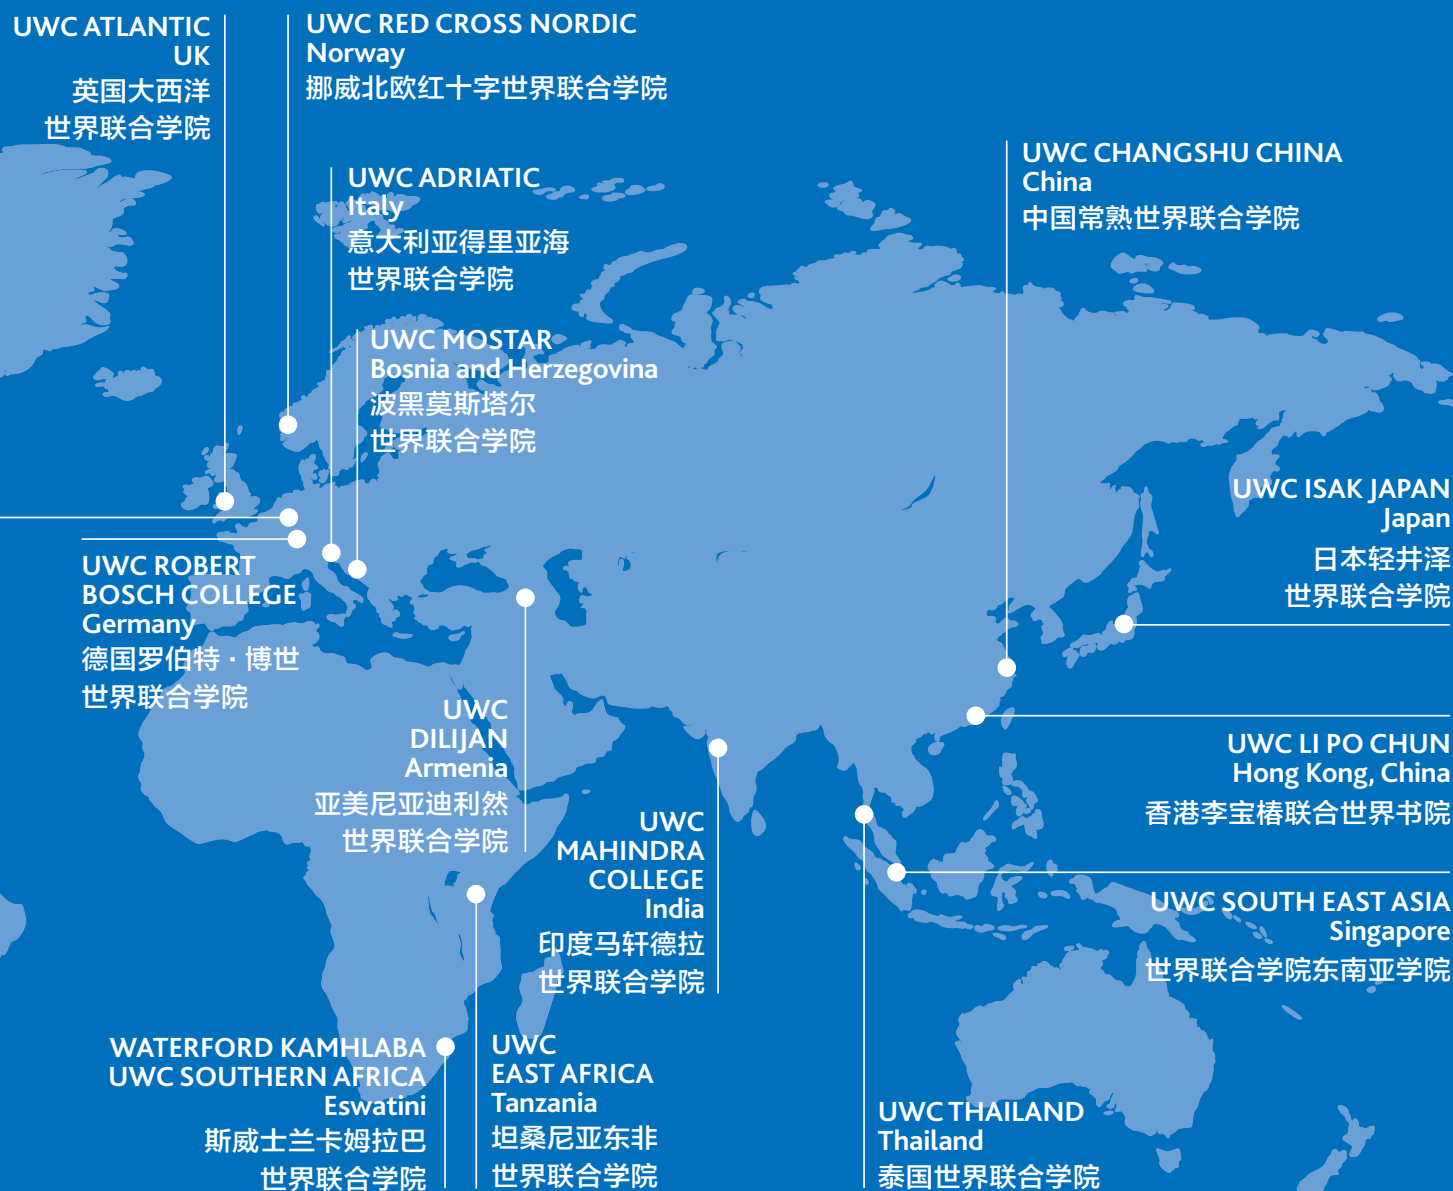 UWC ATLANTIC
UK
英国大西洋
世界联合学院
UWC RED CROSS NORDIC
Norway
挪威北欧红十字世界联合学院
UWC ADRIATIC
Italy
意大利亚得里亚海
世界联合学院
UWC CHANGSHU CHINA
China
中国常熟世界联合学院
UWC MOSTAR
Bosnia and Herzegovina
波黑莫斯塔尔
世界联合学院
UWC ISAK JAPAN
Japan
日本轻井泽
世界联合学院
UWC ROBERT
BOSCH COLLEGE
Germany
德国罗伯特·博世
世界联合学院
UWC
DILIJAN
Armenia
亚美尼亚迪利然
世界联合学院
UWC LI PO CHUN
Hong Kong, China
香港李宝椿联合世界书院
UWC
MAHINDRA
COLLEGE
India
印度马轩德拉
世界联合学院
UWC SOUTH EAST ASIA
Singapore
世界联合学院东南亚学院
WATERFORD KAMHLABA
UWC SOUTHERN AFRICA
Eswatini
斯威士兰卡姆拉巴
世界联合学院
UWC
EAST AFRICA
Tanzania
坦桑尼亚东非
世界联合学院
UWC THAILAND
Thailand
泰国世界联合学院